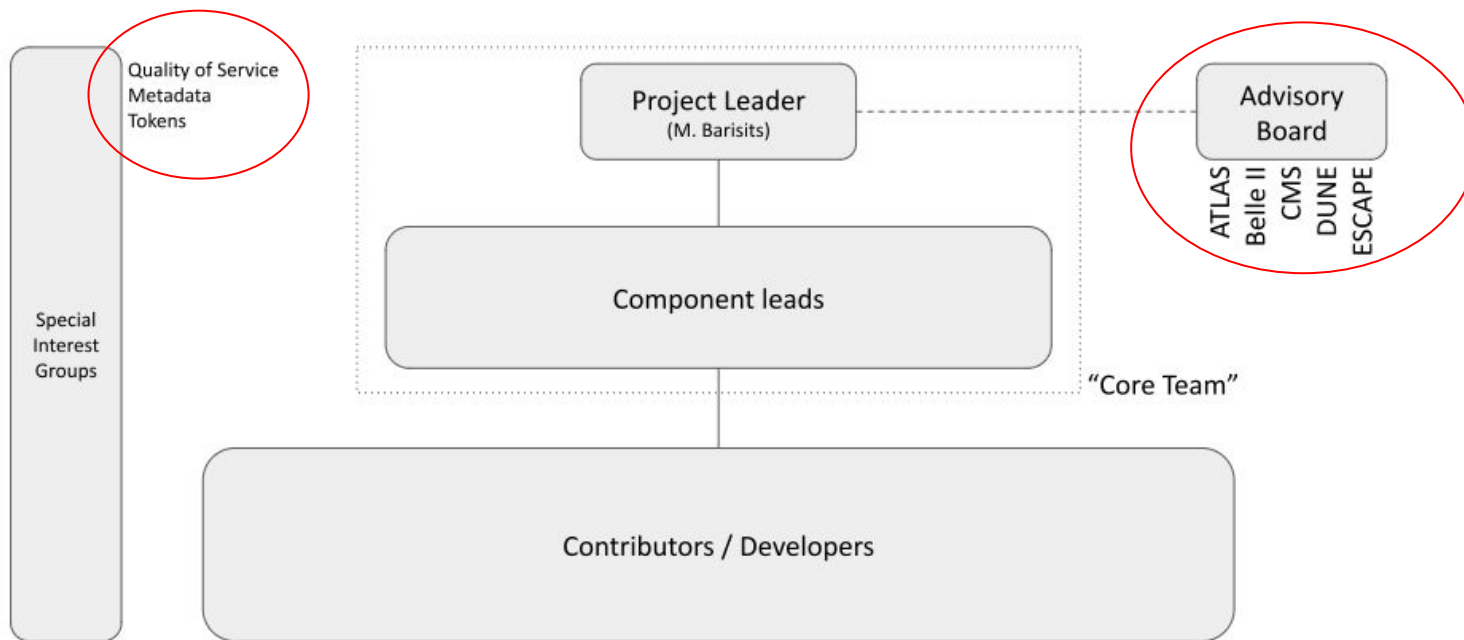 Quality of Service
Metadata
Tokens
Special
Interest
Groups
Project Leader
(M. Barisits)
Advisory
Board
ATLAS
Belle II
CMS
DUNE
ESCAPE
Component leads
“Core Team”
Contributors / Developers